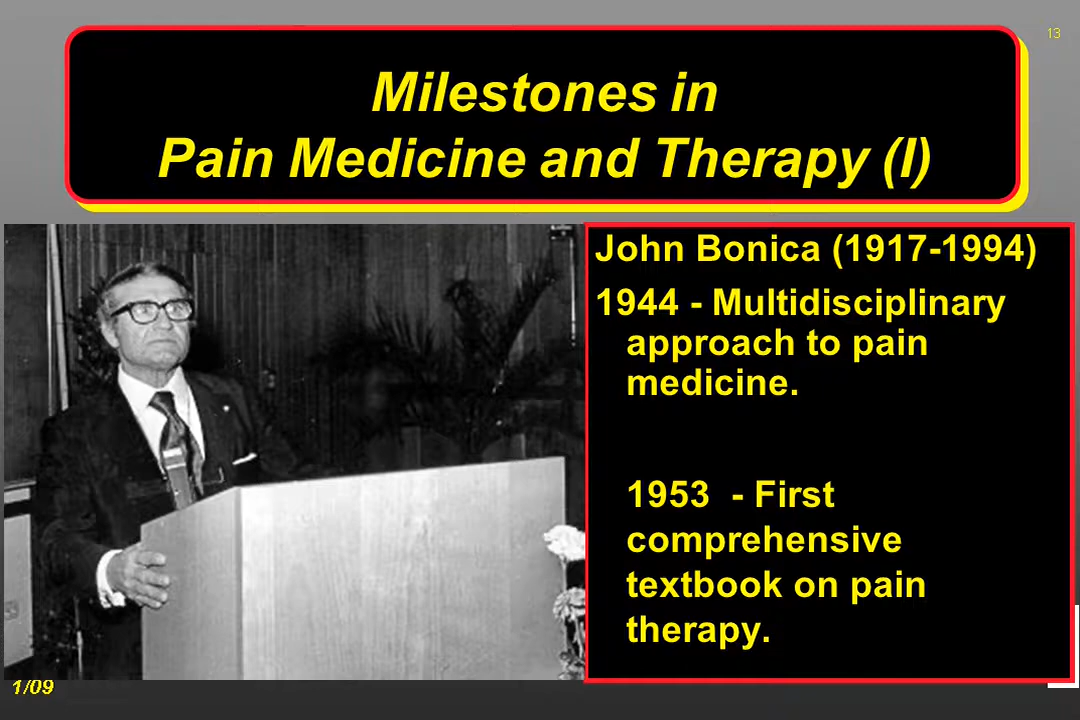 13
Milestones in
Pain Medicine and Therapy (I)
John Bonica (1917-1994)
1944 - Multidisciplinary
approach to pain
medicine.
1953 - First
comprehensive
textbook on pain
therapy.
1/09